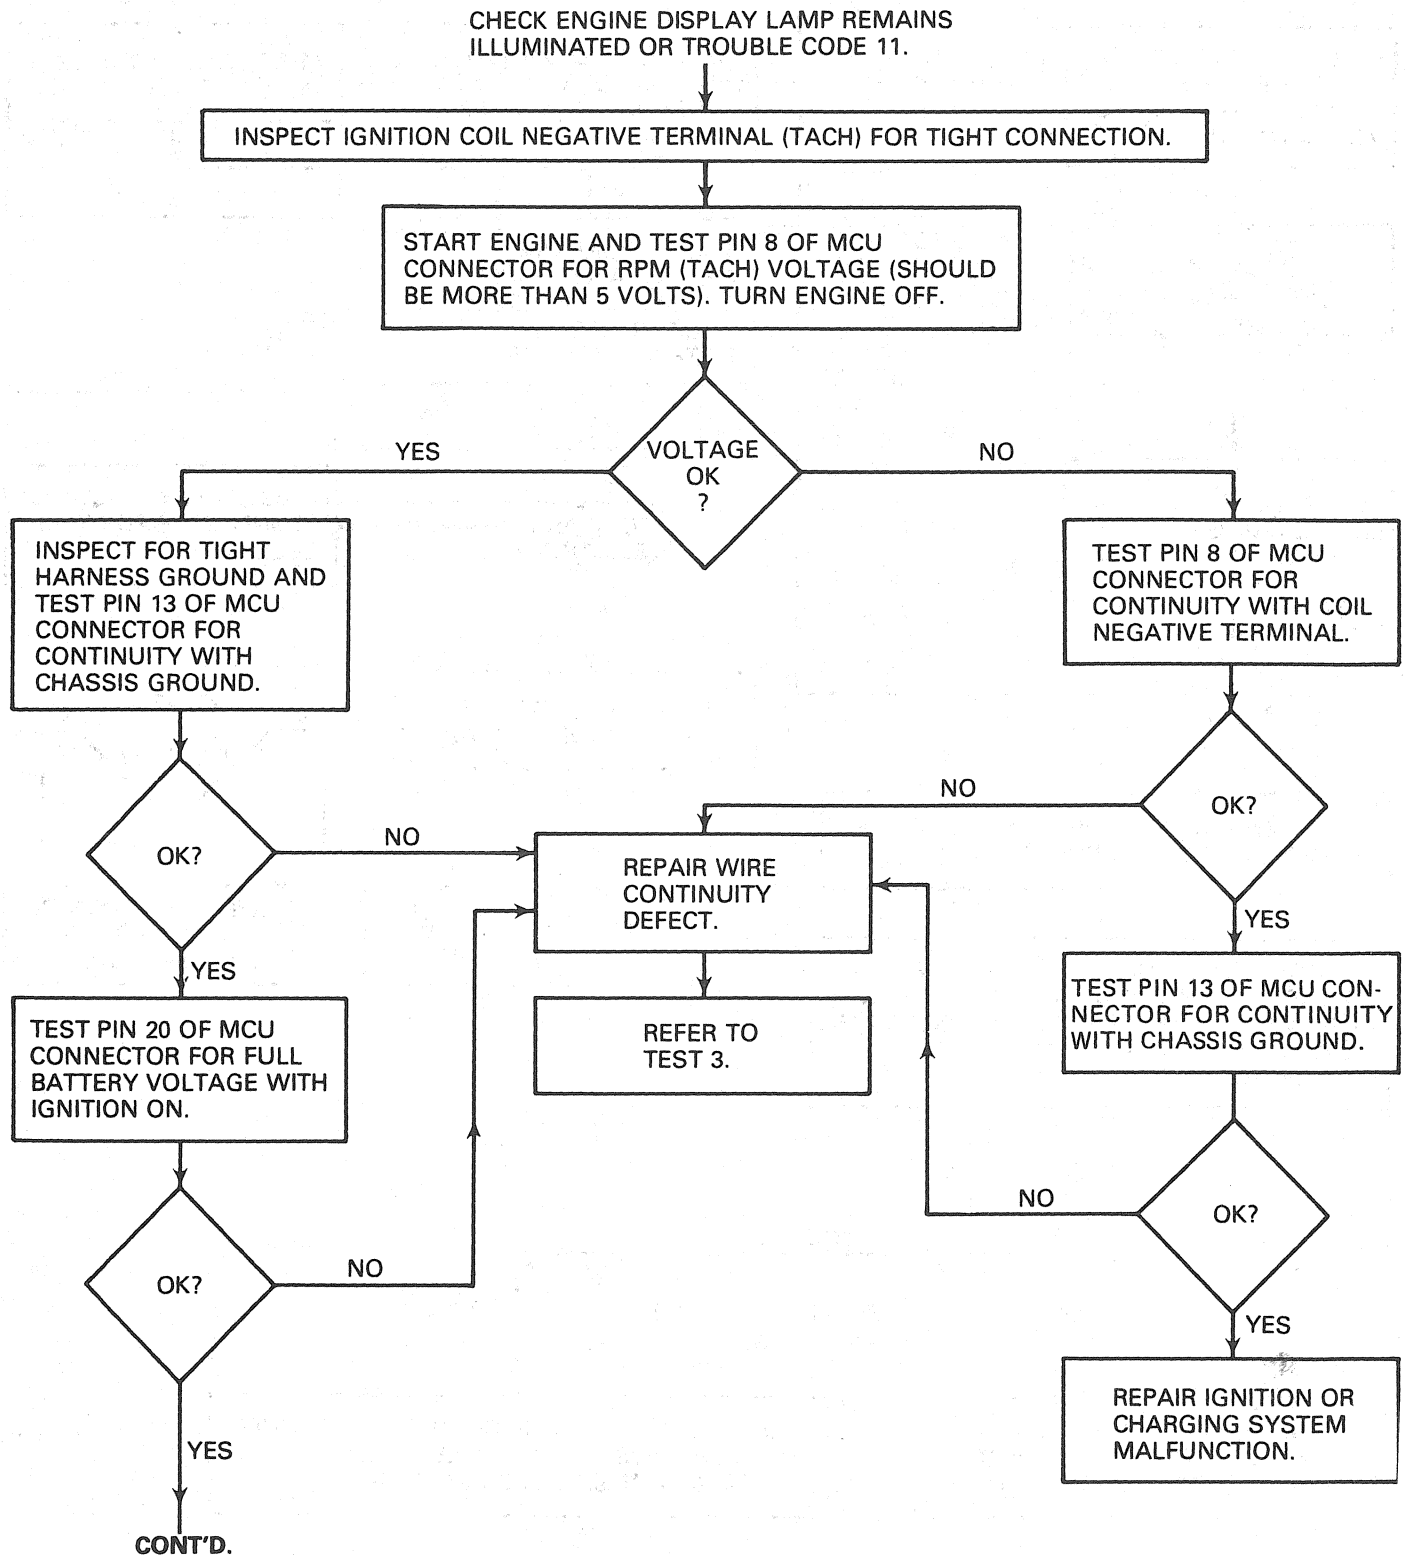 CHECK ENGINE DISPLAY LAMP REMAINS
ILLUMINATED OR TROUBLE CODE 11.
INSPECT IGNITION COIL NEGATIVE TERMINAL (TACH) FOR TIGHT CONNECTION.
START ENGINE AND TEST PIN 8 OF MCU
CONNECTOR FOR RPM (TACH) VOLTAGE (SHOULD
BE MORE THAN 5 VOLTS). TURN ENGINE OFF.
VOLTAGE
OK
?
YES
NO
INSPECT FOR TIGHT
HARNESS GROUND AND
TEST PIN 13 OF MCU
CONNECTOR FOR
CONTINUITY WITH
CHASSIS GROUND.
TEST PIN 8 OF MCU
CONNECTOR FOR
CONTINUITY WITH COIL
NEGATIVE TERMINAL.
OK?
NO
NO
OK?
REPAIR WIRE
CONTINUITY
DEFECT.
YES
YES
TEST PIN 20 OF MCU
CONNECTOR FOR FULL
BATTERY VOLTAGE WITH
IGNITION ON.
REFER TO
TEST 3.
TEST PIN 13 OF MCU CON-
NECTOR FOR CONTINUITY
WITH CHASSIS GROUND.
OK?
NO
NO
OK?
YES
YES
REPAIR IGNITION OR
CHARGING SYSTEM
MALFUNCTION.
CONT'D.